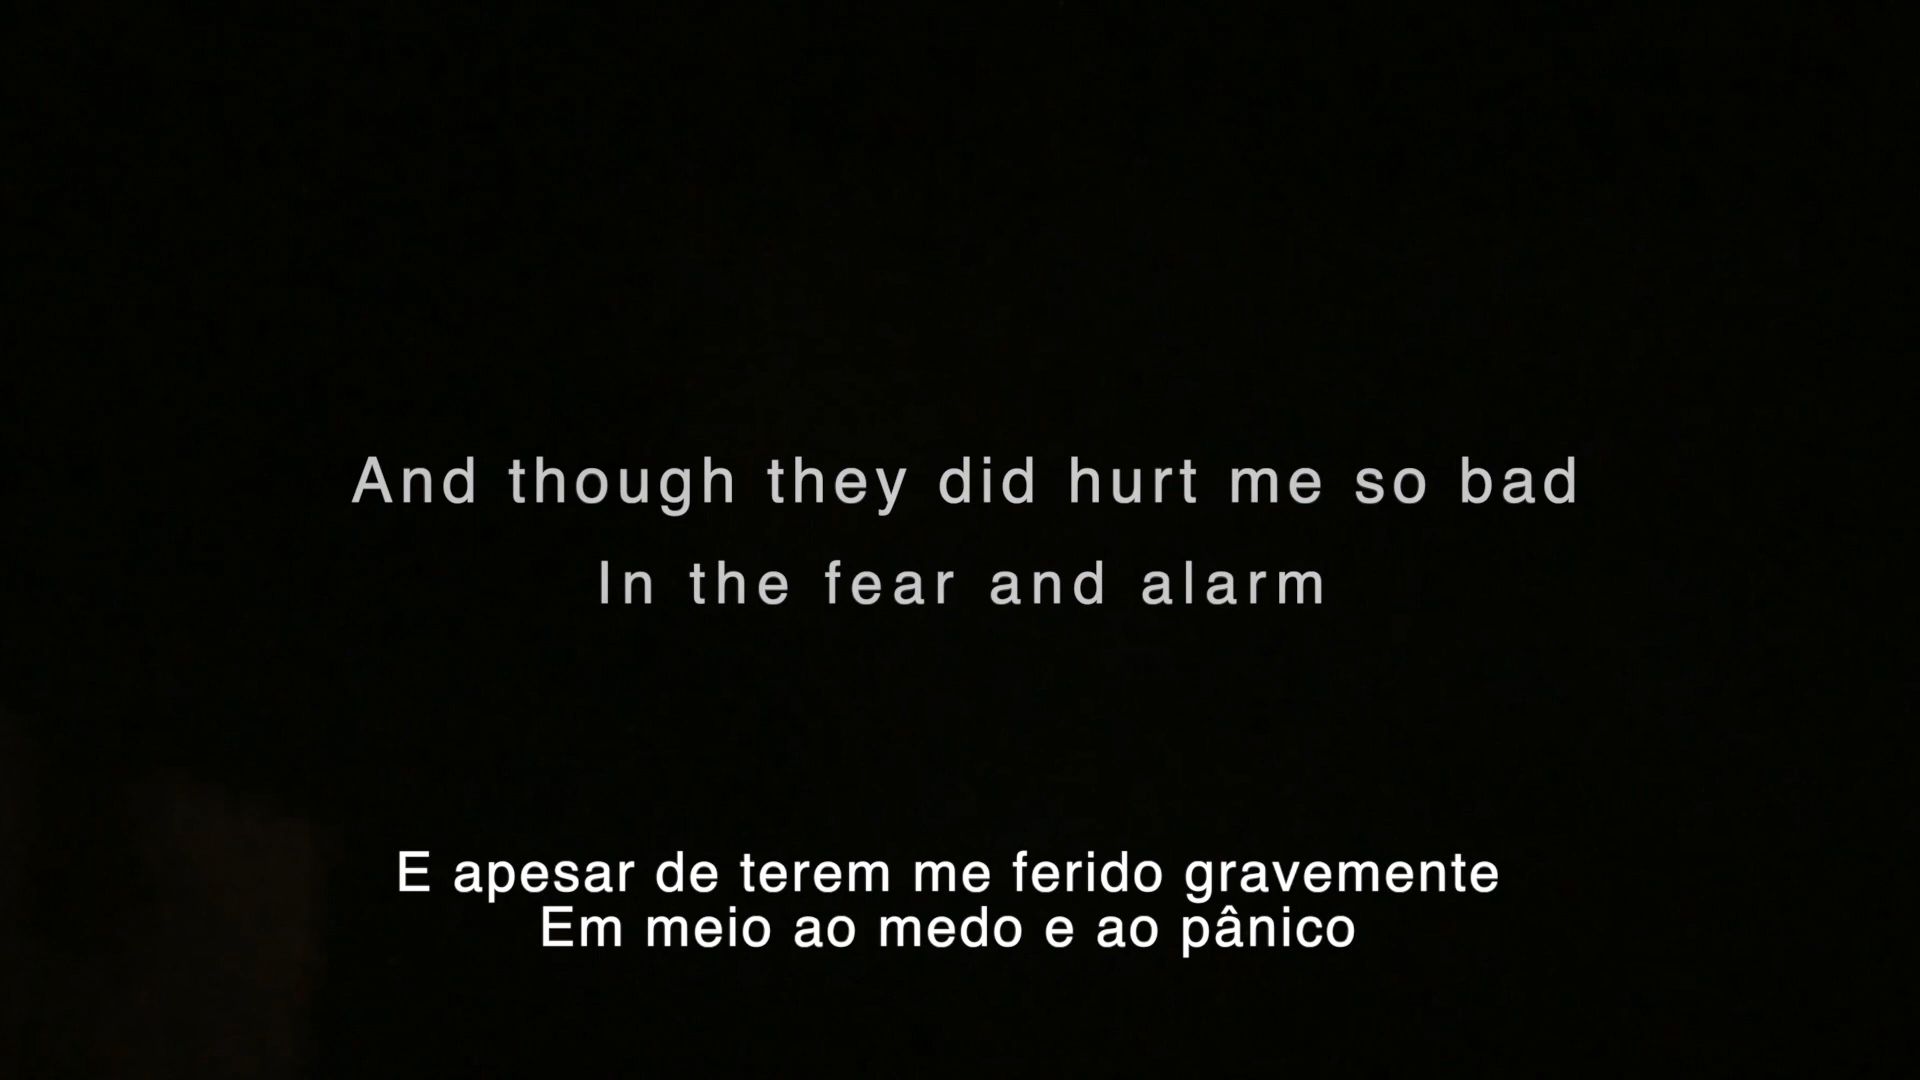 And though they did hurt me so bad
In the fear and alarm
E apesar de terem me ferido gravemente
Em meio ao medo e ao pânico